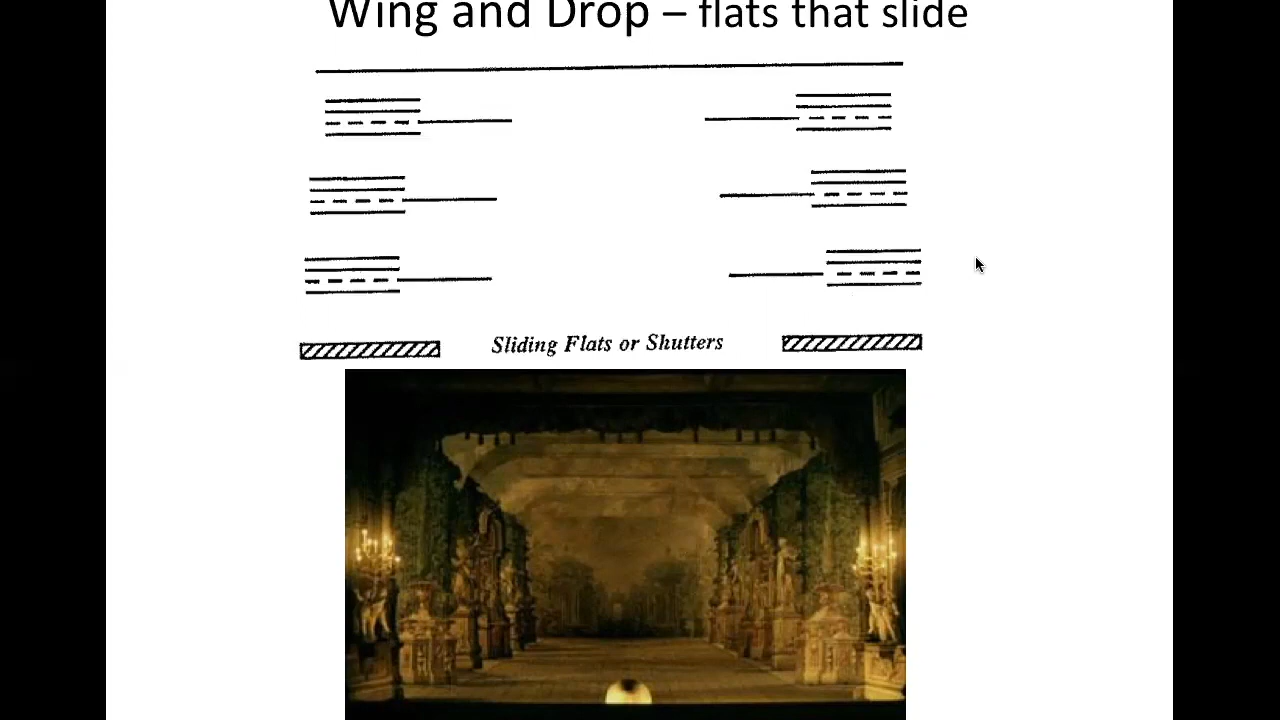 Wing and Drop – flats that slide
Sliding Flats or Shutters